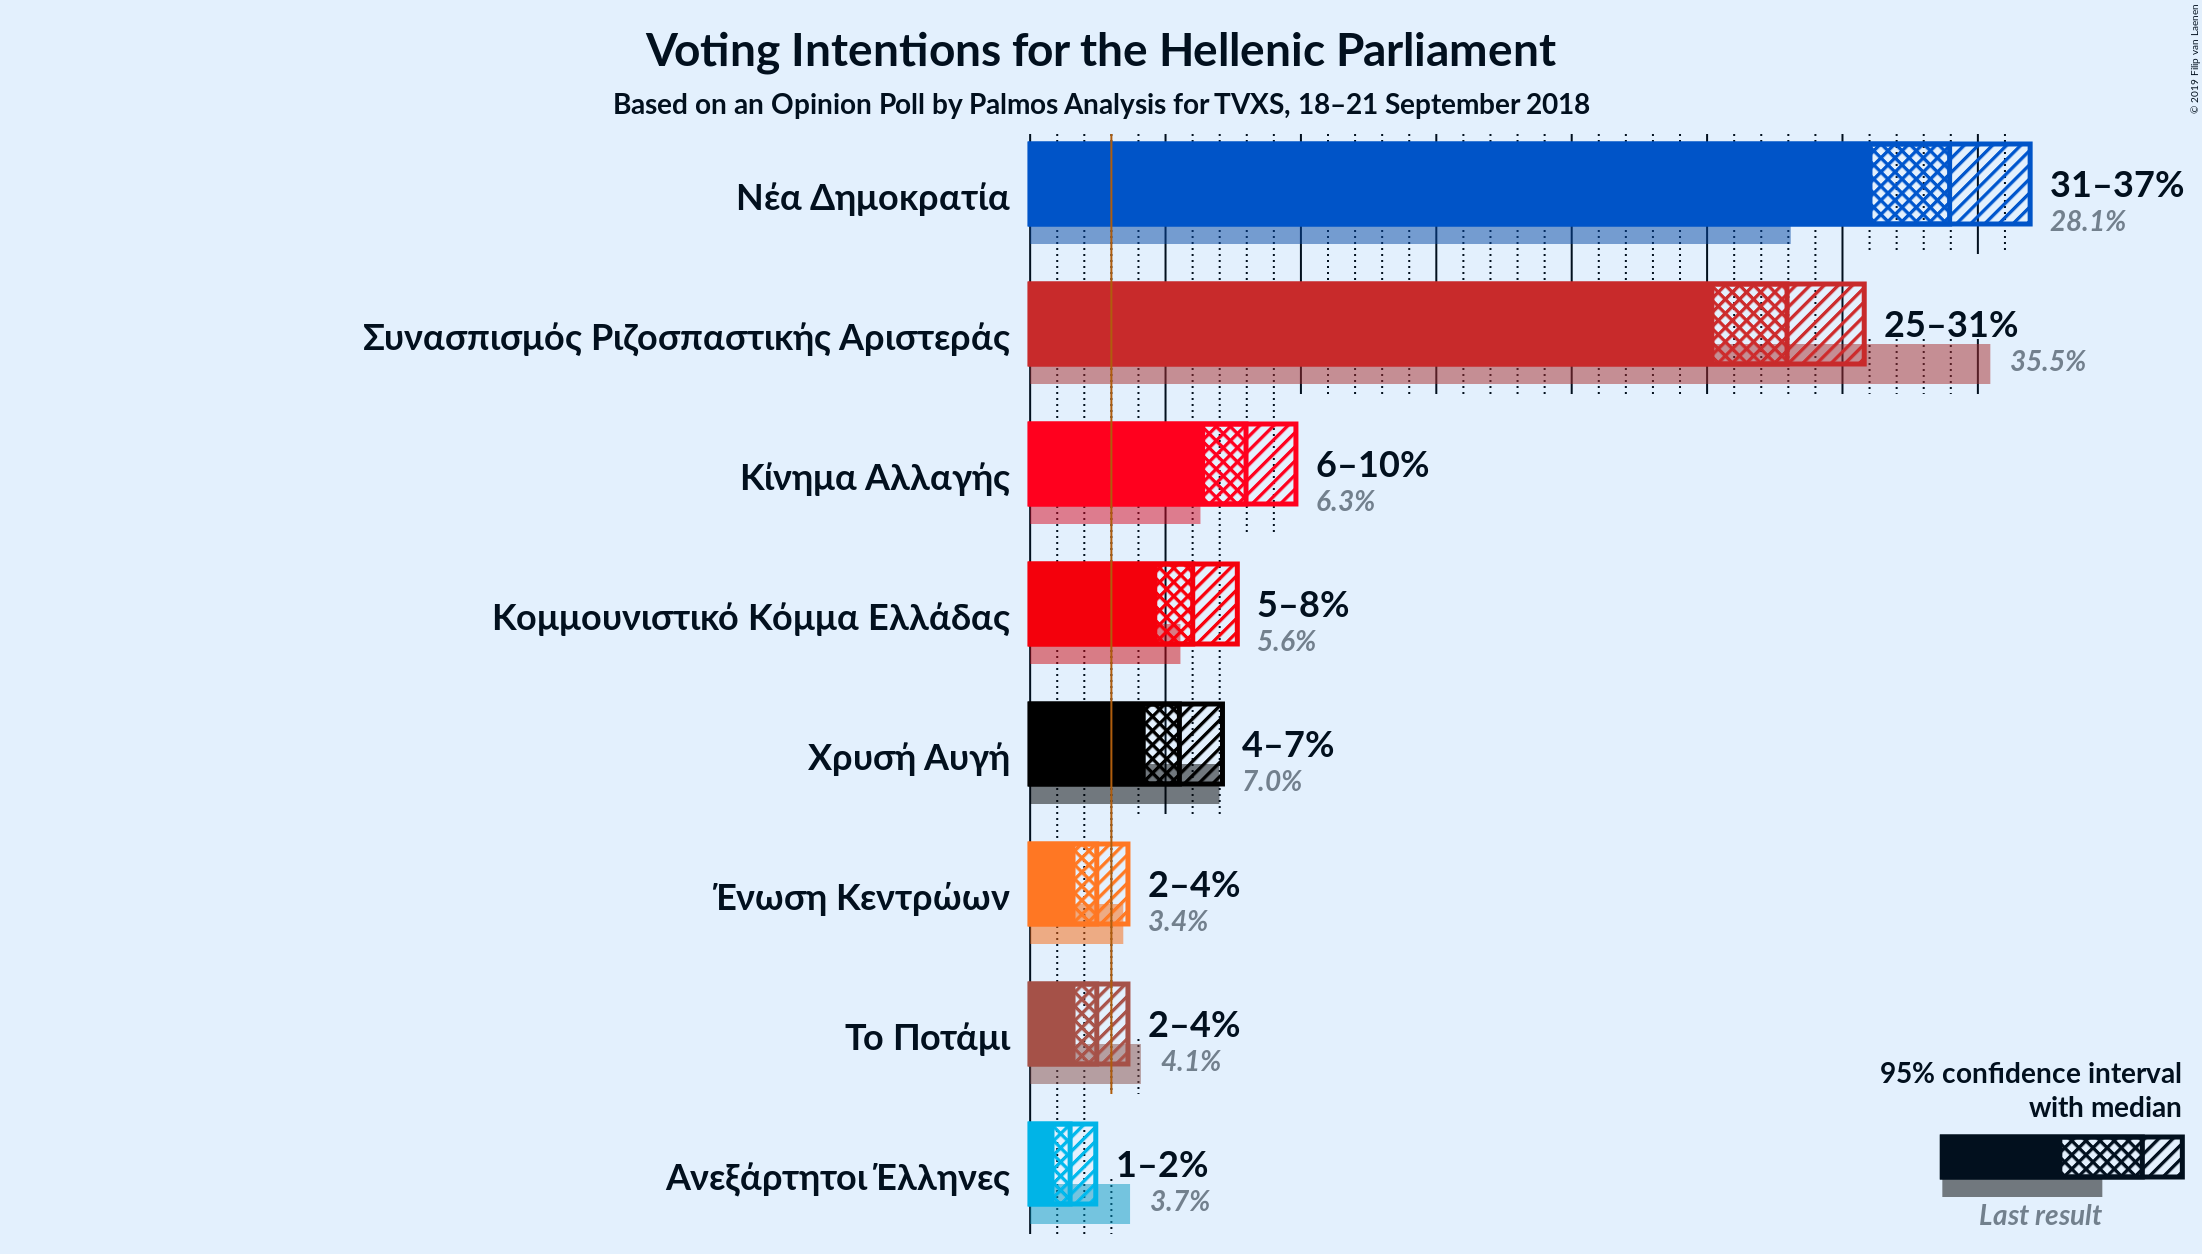 Voting Intentions for the Hellenic Parliament
Based on an Opinion Poll by Palmos Analysis for TVXS, 18–21 September 2018
© 2019 Filip van Laenen
Νέα Δημοκρατία
31–37%
28.1%
Συνασπισμός Ριζοσπαστικής Αριστεράς
25–31%
35.5%
Κίνημα Αλλαγής
6–10%
6.3%
Κομμουνιστικό Κόμμα Ελλάδας
5–8%
5.6%
Χρυσή Αυγή
4–7%
7.0%
Ένωση Κεντρώων
2–4%
3.4%
Το Ποτάμι
2–4%
4.1%
Ανεξάρτητοι Έλληνες
1–2%
3.7%
95% confidence interval
with median
Last result